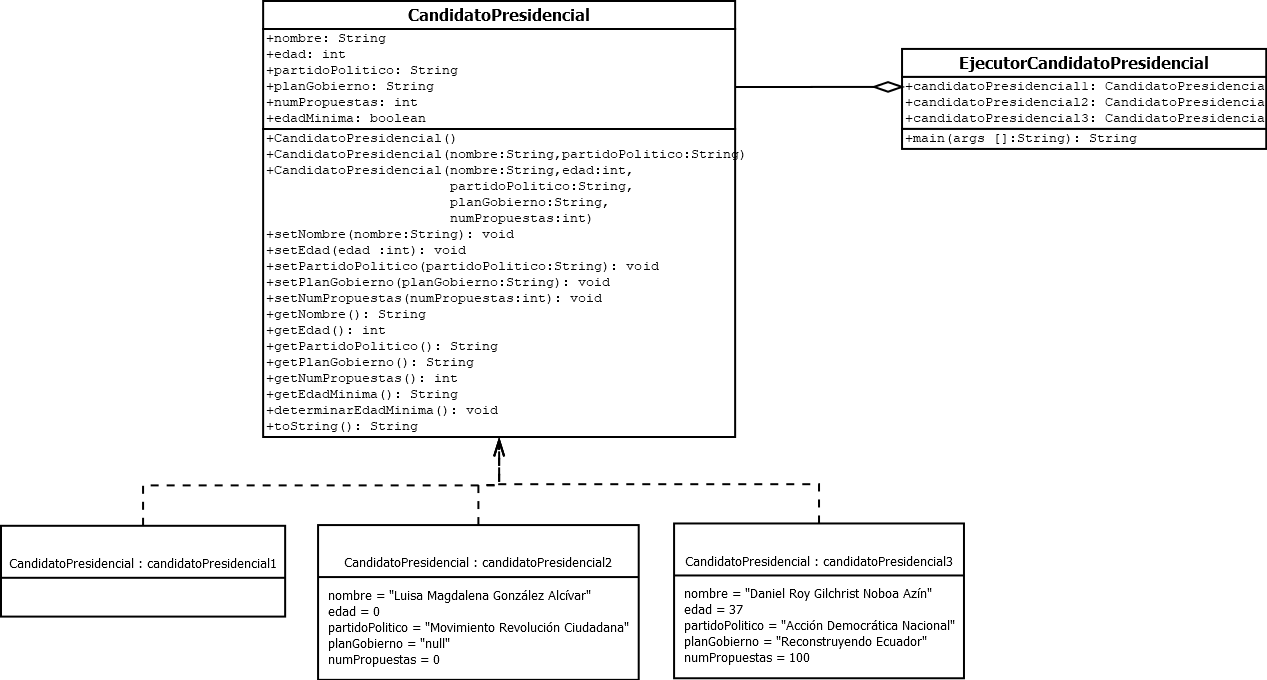 CandidatoPresidencial
+nombre: String
+edad: int
+partidoPolitico: String
+planGobierno: String
+numPropuestas: int
+edadMinima: boolean
+CandidatoPresidencial()
+CandidatoPresidencial(nombre:String,partidoPolitico:String)
+CandidatoPresidencial(nombre:String,edad:int,
partidoPolitico:String,
planGobierno:String,
numPropuestas:int)
+setNombre(nombre:String): void
+setEdad(edad :int): void
+setPartidoPolitico(partidoPolitico:String): void
+setPlanGobierno(planGobierno:String): void
+setNumPropuestas(numPropuestas:int): void
+getNombre(): String
+getEdad(): int
+getPartidoPolitico(): String
+getPlanGobierno(): String
+getNumPropuestas(): int
+getEdadMinima(): String
+determinarEdadMinima(): void
+toString(): String
EjecutorCandidatoPresidencial
+candidatoPresidencial1: CandidatoPresidencia
+candidatoPresidencial2: CandidatoPresidencia
+candidatoPresidencial3: CandidatoPresidencia
+main(args []:String): String
CandidatoPresidencial : candidatoPresidencial1
CandidatoPresidencial : candidatoPresidencial2
nombre = "Luisa Magdalena González Alcívar"
edad = 0
partidoPolitico = "Movimiento Revolución Ciudadana"
planGobierno = "null"
numPropuestas = 0
CandidatoPresidencial : candidatoPresidencial3
nombre = "Daniel Roy Gilchrist Noboa Azín"
edad = 37
partidoPolitico = "Acción Democrática Nacional"
planGobierno = "Reconstruyendo Ecuador"
numPropuestas = 100